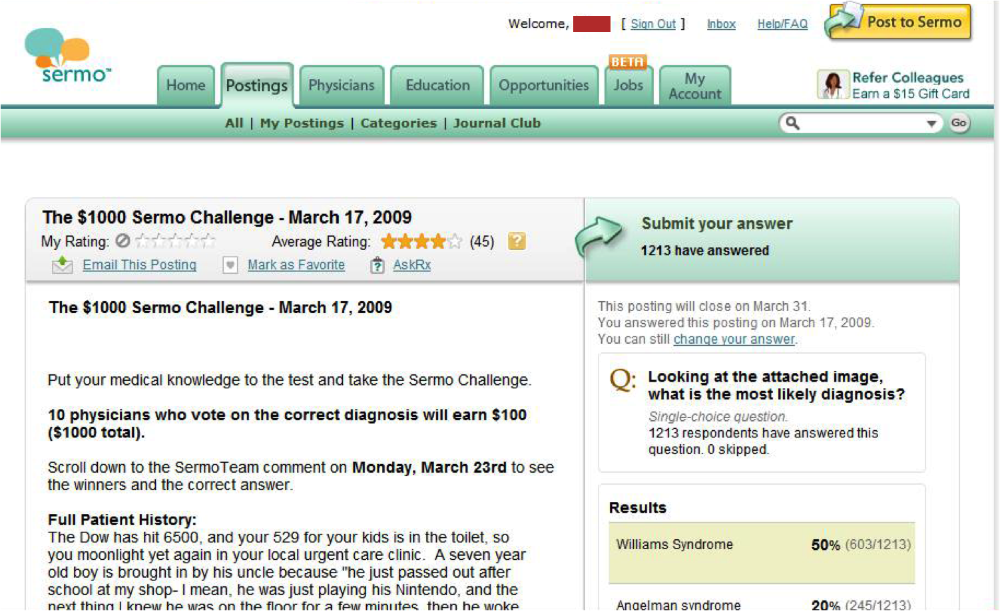 Welcome, [ Sign Out ] Inbox Help/FAQ Post to Sermo
sermo™
Home Postings Physicians Education Opportunities BETA Jobs My Account
Refer Colleagues
Earn a $15 Gift Card
All | My Postings | Categories | Journal Club
Go
The $1000 Sermo Challenge - March 17, 2009
My Rating: Average Rating: (45) ?
Email This Posting Mark as Favorite ? AskRx
Submit your answer
1213 have answered
The $1000 Sermo Challenge - March 17, 2009
Put your medical knowledge to the test and take the Sermo Challenge.
10 physicians who vote on the correct diagnosis will earn $100
($1000 total).
Scroll down to the SermoTeam comment on Monday, March 23rd to see
the winners and the correct answer.
Full Patient History:
The Dow has hit 6500, and your 529 for your kids is in the toilet, so
you moonlight yet again in your local urgent care clinic. A seven year
old boy is brought in by his uncle because "he just passed out after
school at my shop- I mean, he was just playing his Nintendo, and the
next thing I knew he was on the floor for a few minutes, then he woke
This posting will close on March 31.
You answered this posting on March 17, 2009.
You can still change your answer.
Q: Looking at the attached image,
what is the most likely diagnosis?
Single-choice question.
1213 respondents have answered this
question. 0 skipped.
Results
Williams Syndrome 50% (603/1213)
Angelman syndrome 20% (245/1213)